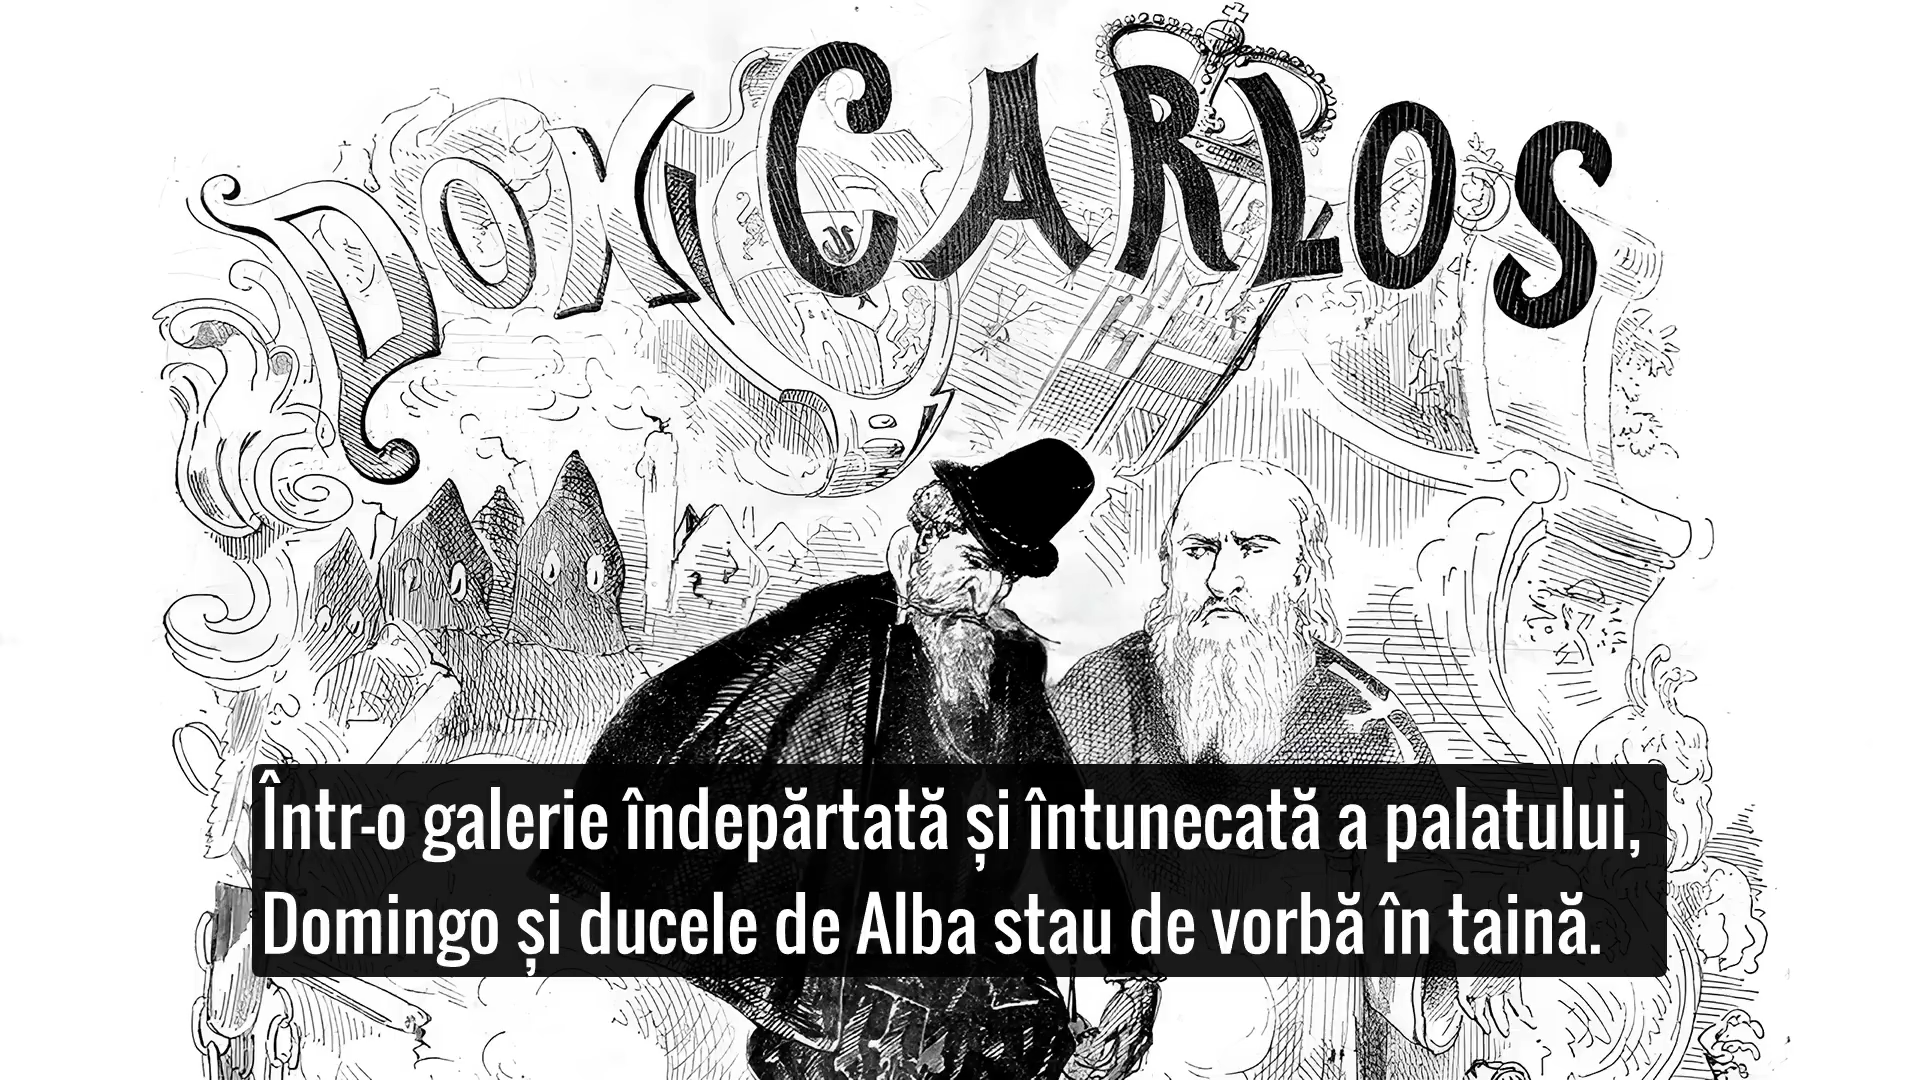 DON CARLOS
Într-o galerie îndepărtată și întunecată a palatului,
Domingo și ducele de Alba stau de vorbă în taină.